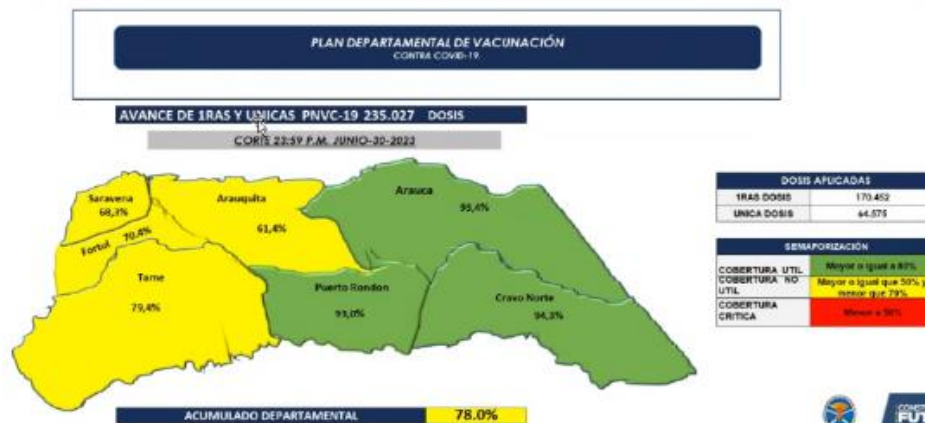 PLAN DEPARTAMENTAL DE VACUNACIÓN
CONTRA COVID-19
AVANCE DE 1RAS Y UNICAS PNVC-19 235.027 DOSIS
CORTE 23:59 P.M. JUNIO-30-2023
Saravena
68,3%
Arauquita
61,4%
Arauca
93,4%
Fortul 70.4%
Tame
79,4%
Puerto Rondon
93,0%
Cravo Norte
94,3%
DOSIS APLICADAS
1RAS DOSIS 170.452
UNICA DOSIS 64.575
SEMAPORIZACIÓN
COBERTURA UTIL Mayor o igual a 80%
COBERTURA NO UTIL Mayor o igual que 50% y
menor que 79%
COBERTURA
CRITICA Menor a 50%
ACUMULADO DEPARTAMENTAL 78.0%